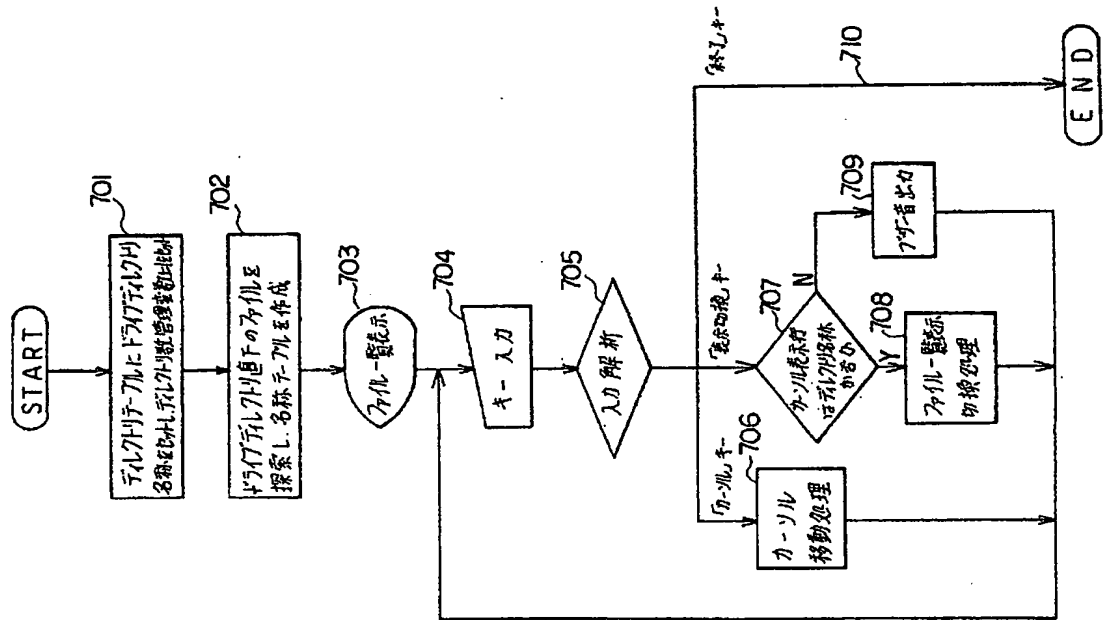 START
701
ディレクトリテーブルにドライブディレクトリ
名称をセットし、ディレクトリ数管理変数に1をセット
702
ドライブディレクトリ直下のファイルを
探索し、名称テーブルを作成
703
ファイル一覧表示
704
キー入力
705
入力解析
「カーソル」キー
706
カーソル
移動処理
「表示切換」キー
707
カーソル表示行
はディレクトリ名称
か否か
N
Y
708
ファイル一覧表示
切換処理
709
ブザー音出力
「終了」キー
710
END